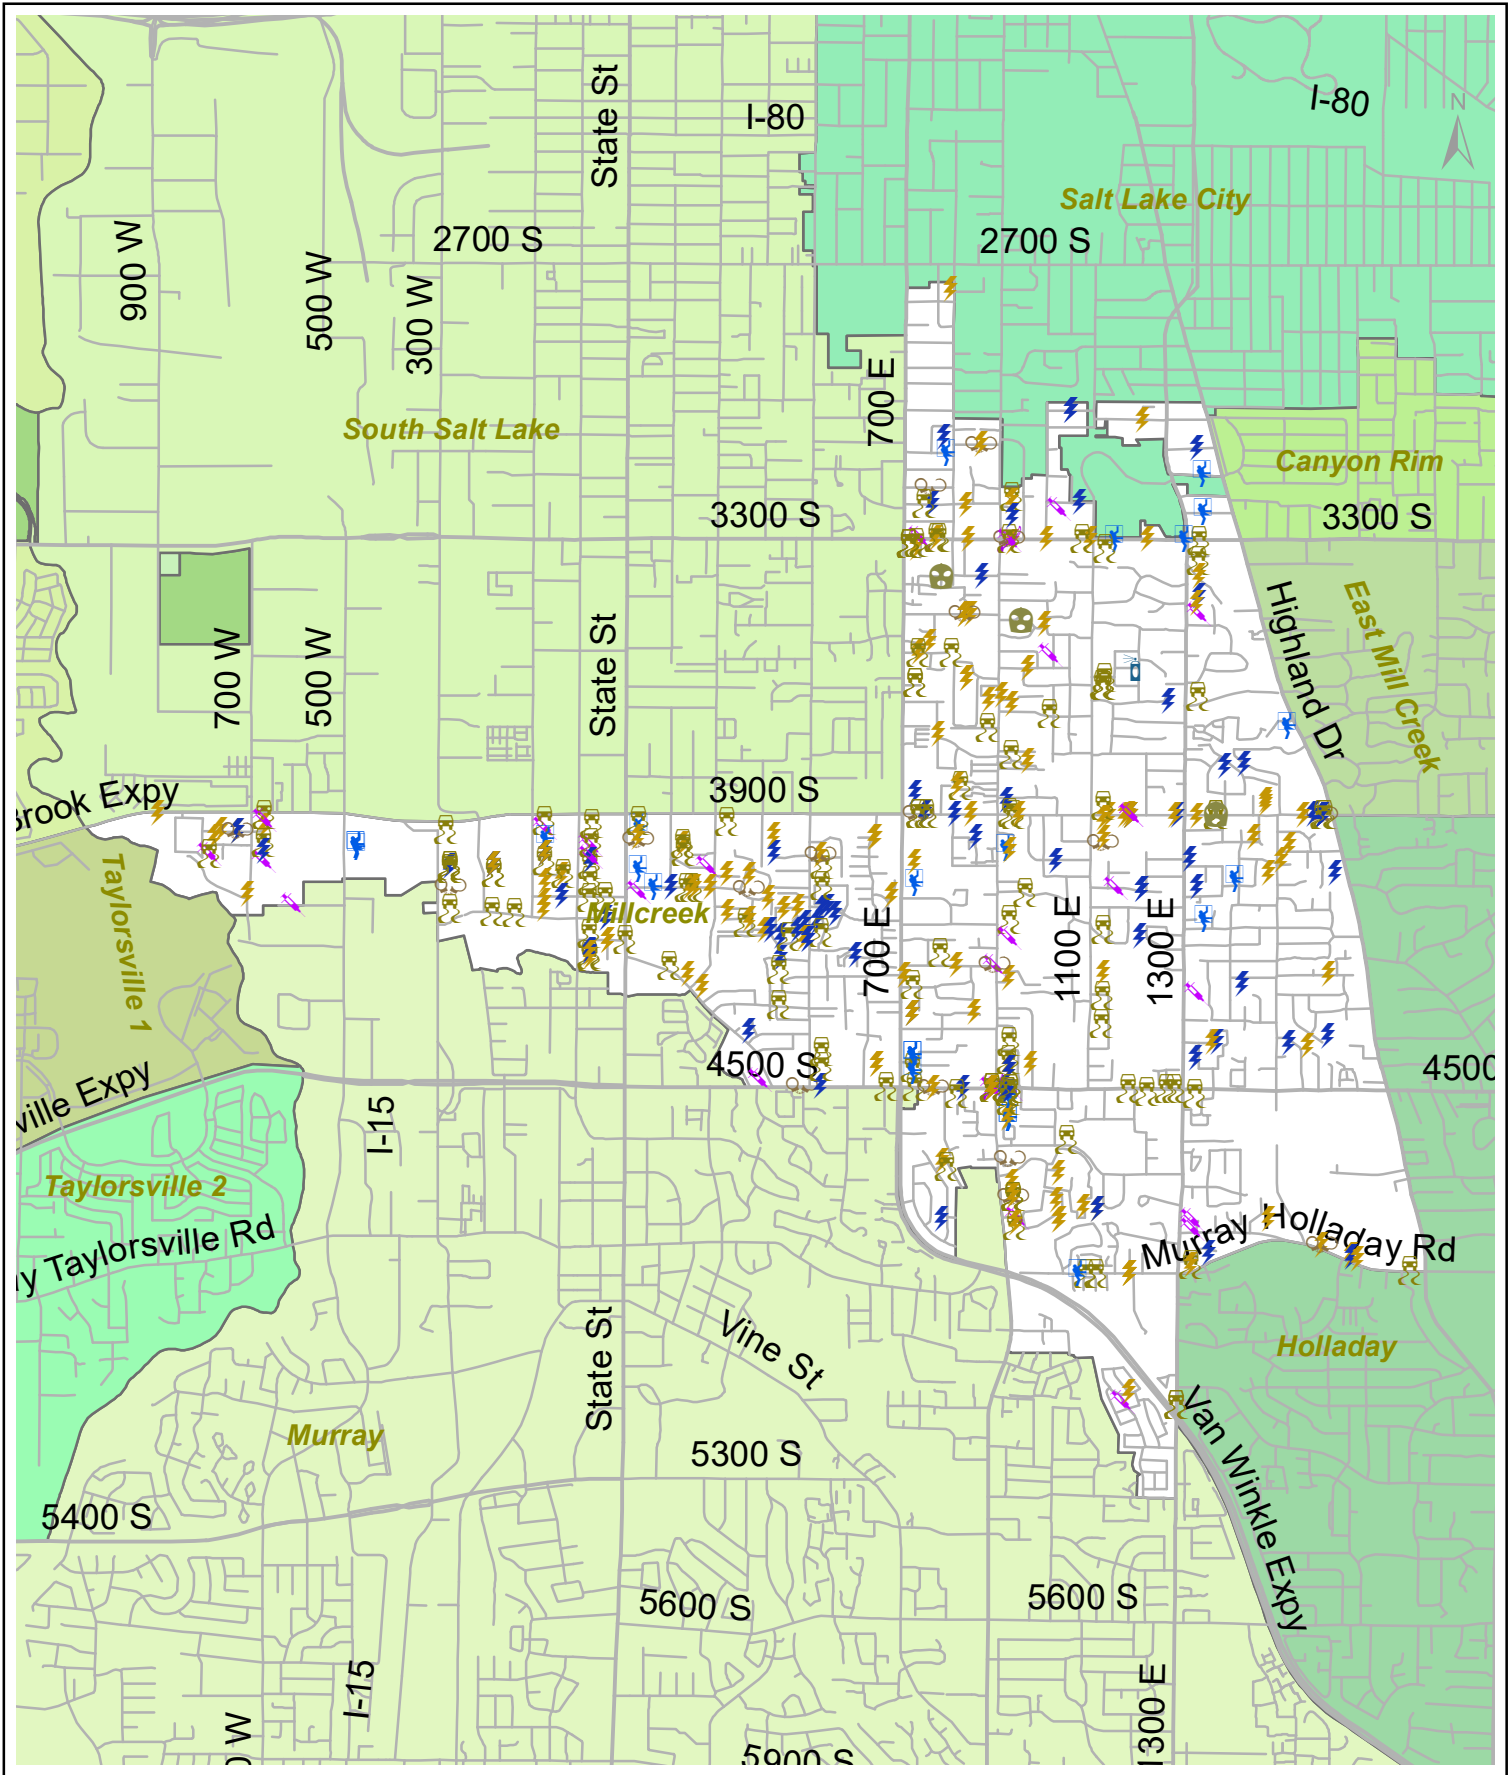 State St
I-80
I-80
N
Salt Lake City
900 W
2700 S
2700 S
500 W
300 W
700 E
South Salt Lake
Canyon Rim
3300 S
3300 S
Highland Dr
East Mill Creek
700 W
500 W
State St
3900 S
Brook Expy
Taylorsville 1
Millcreek
700 E
1100 E
1300 E
4500 S
4500
ville Expy
I-15
Taylorsville 2
y Taylorsville Rd
Murray Holladay Rd
State St
Vine St
Holladay
Murray
Van Winkle Expy
5300 S
5400 S
5600 S
5600 S
I-15
1300 E
0 W
5900 S